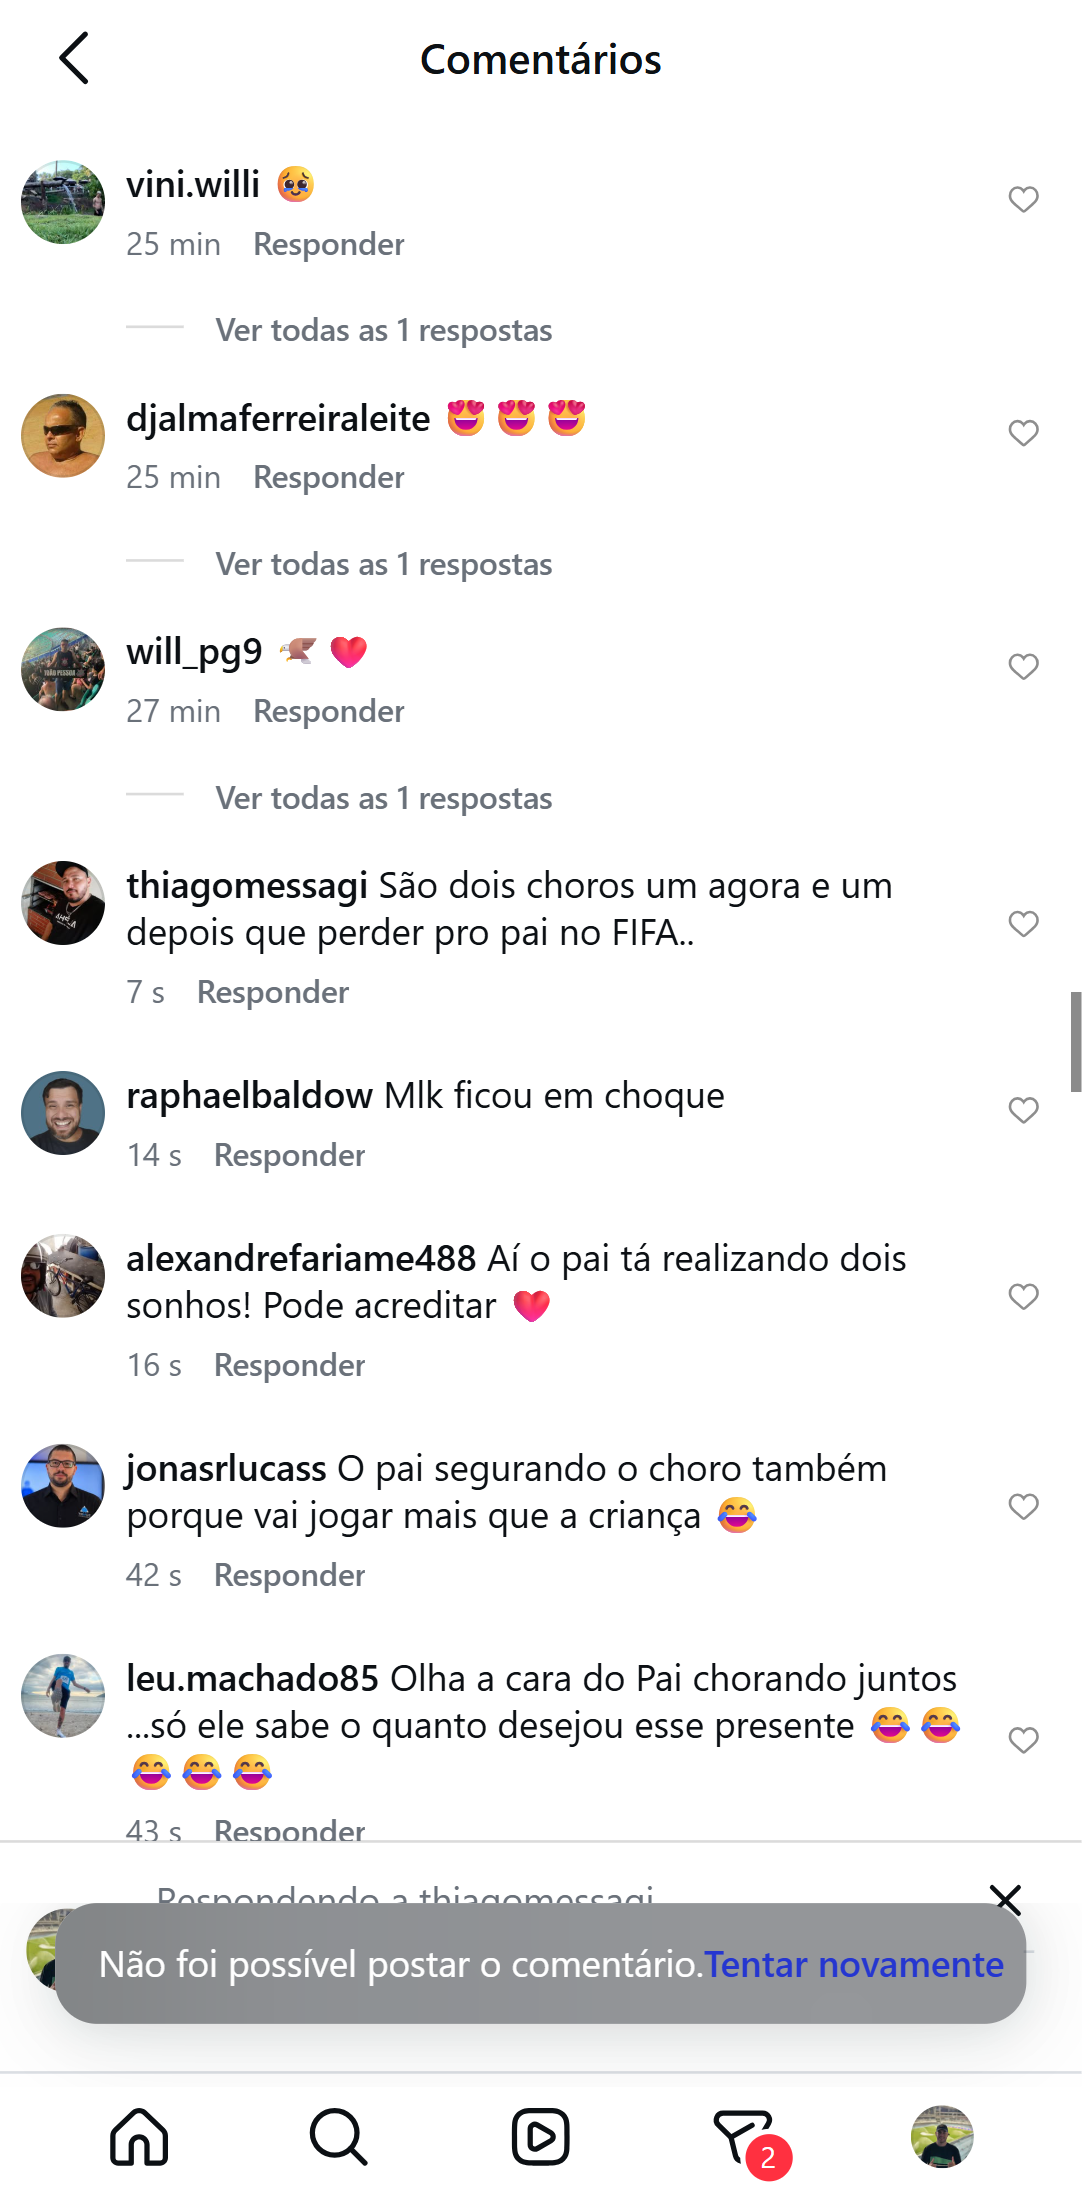 Comentários
vini.willi 🥹
25 min Responder
Ver todas as 1 respostas
djalmaferreiraleite 😍😍😍
25 min Responder
Ver todas as 1 respostas
will_pg9 🦅❤️
27 min Responder
Ver todas as 1 respostas
thiagomessagi São dois choros um agora e um
depois que perder pro pai no FIFA..
7 s Responder
raphaelbaldow Mlk ficou em choque
14 s Responder
alexandrefariame488 Aí o pai tá realizando dois
sonhos! Pode acreditar ❤️
16 s Responder
jonasrlucass O pai segurando o choro também
porque vai jogar mais que a criança 😂
42 s Responder
leu.machado85 Olha a cara do Pai chorando juntos
...só ele sabe o quanto desejou esse presente 😂😂
😂😂😂
43 s Responder
Respondendo a thiagomessagi
Não foi possível postar o comentário.Tentar novamente
2